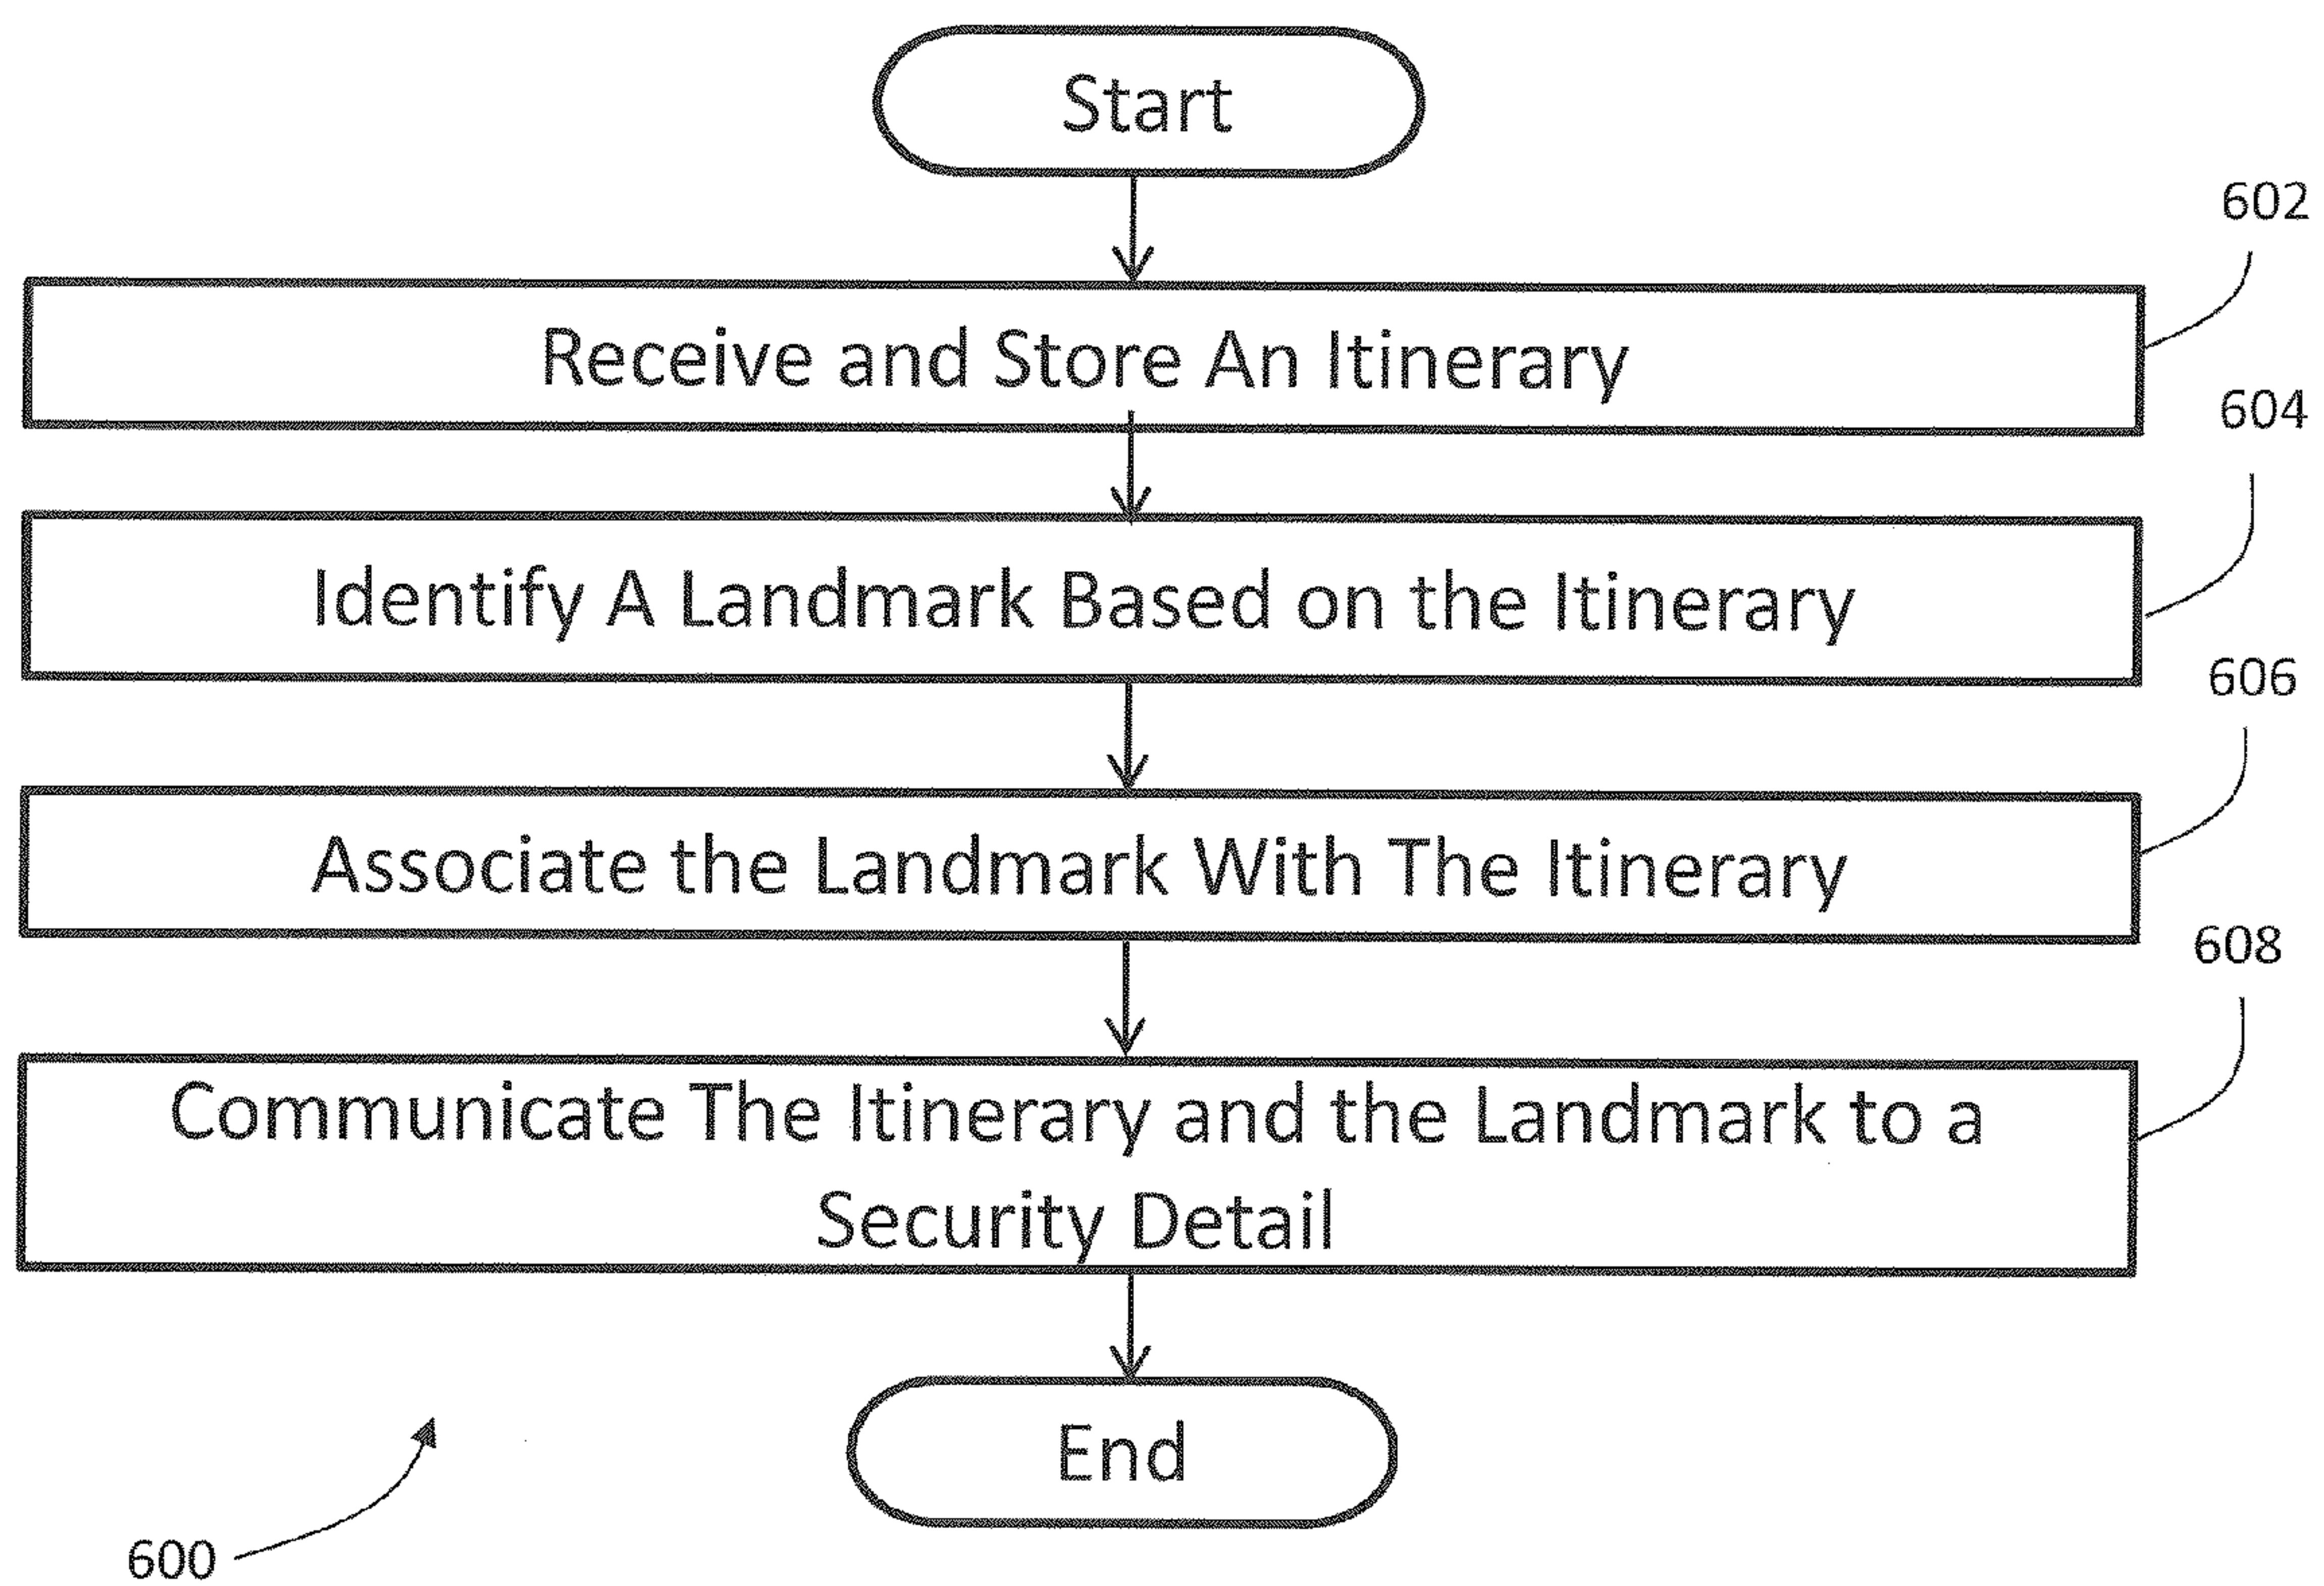 Start
602
Receive and Store An Itinerary
604
Identify A Landmark Based on the Itinerary
606
Associate the Landmark With The Itinerary
608
Communicate The Itinerary and the Landmark to a
Security Detail
End
600